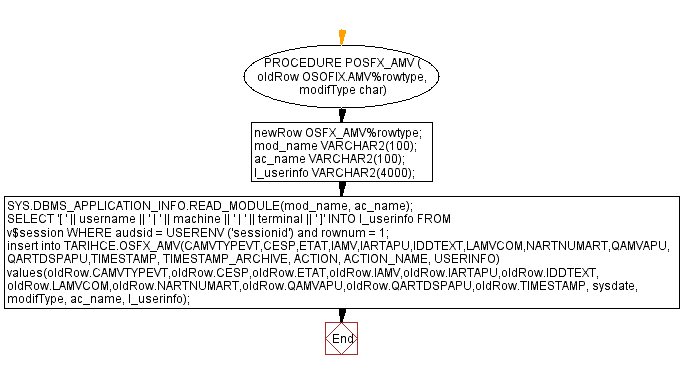 PROCEDURE POSFX_AMV (
oldRow OSOFIX.AMV%rowtype,
modifType char)
newRow OSFX_AMV%rowtype;
mod_name VARCHAR2(100);
ac_name VARCHAR2(100);
l_userinfo VARCHAR2(4000);
SYS.DBMS_APPLICATION_INFO.READ_MODULE(mod_name, ac_name);
SELECT '[ ' || username || ' | ' || machine || ' | ' || terminal || ' ]' INTO l_userinfo FROM
v$session WHERE audsid = USERENV ('sessionid') and rownum = 1;
insert into TARIHCE.OSFX_AMV(CAMVTYPEVT,CESP,ETAT,IAMV,IARTAPU,IDDTEXT,LAMVCOM,NARTNUMART,QAMVAPU,
QARTDSPAPU,TIMESTAMP, TIMESTAMP_ARCHIVE, ACTION, ACTION_NAME, USERINFO)
values(oldRow.CAMVTYPEVT,oldRow.CESP,oldRow.ETAT,oldRow.IAMV,oldRow.IARTAPU,oldRow.IDDTEXT,
oldRow.LAMVCOM,oldRow.NARTNUMART,oldRow.QAMVAPU,oldRow.QARTDSPAPU,oldRow.TIMESTAMP, sysdate,
modifType, ac_name, l_userinfo);
End